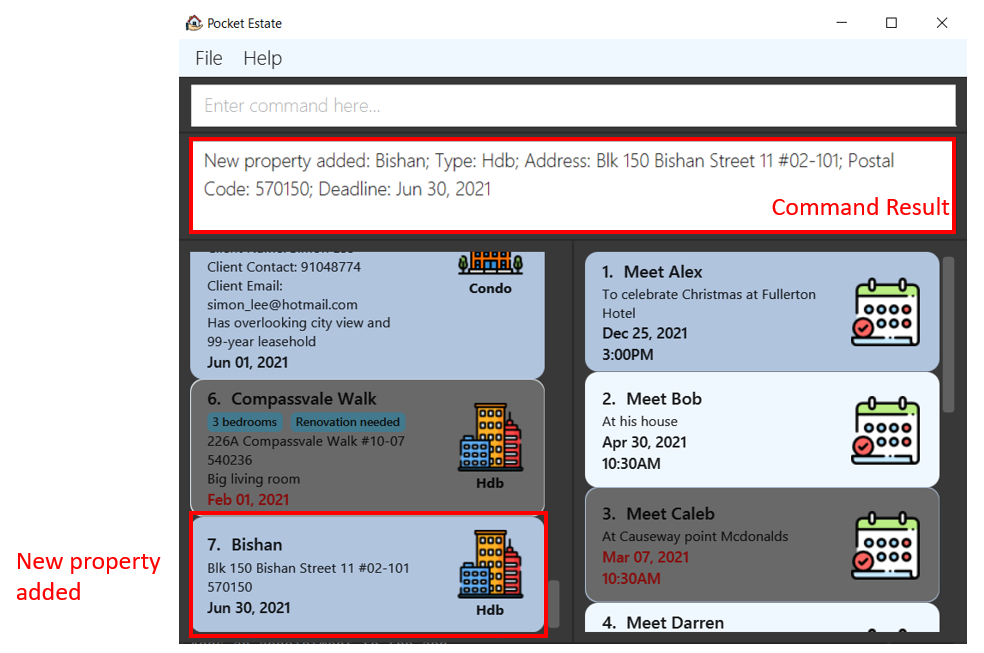 Pocket Estate
File Help
Enter command here...
New property added: Bishan; Type: Hdb; Address: Blk 150 Bishan Street 11 #02-101; Postal
Code: 570150; Deadline: Jun 30, 2021
Command Result
Client Contact: 91048774
Client Email:
simon_lee@hotmail.com
Has overlooking city view and
99-year leasehold
Jun 01, 2021
Condo
6. Compassvale Walk
3 bedrooms Renovation needed
226A Compassvale Walk #10-07
540236
Big living room
Feb 01, 2021
Hdb
7. Bishan
Blk 150 Bishan Street 11 #02-101
570150
Jun 30, 2021
Hdb
New property
added
1. Meet Alex
To celebrate Christmas at Fullerton
Hotel
Dec 25, 2021
3:00PM
2. Meet Bob
At his house
Apr 30, 2021
10:30AM
3. Meet Caleb
At Causeway point Mcdonalds
Mar 07, 2021
10:30AM
4. Meet Darren